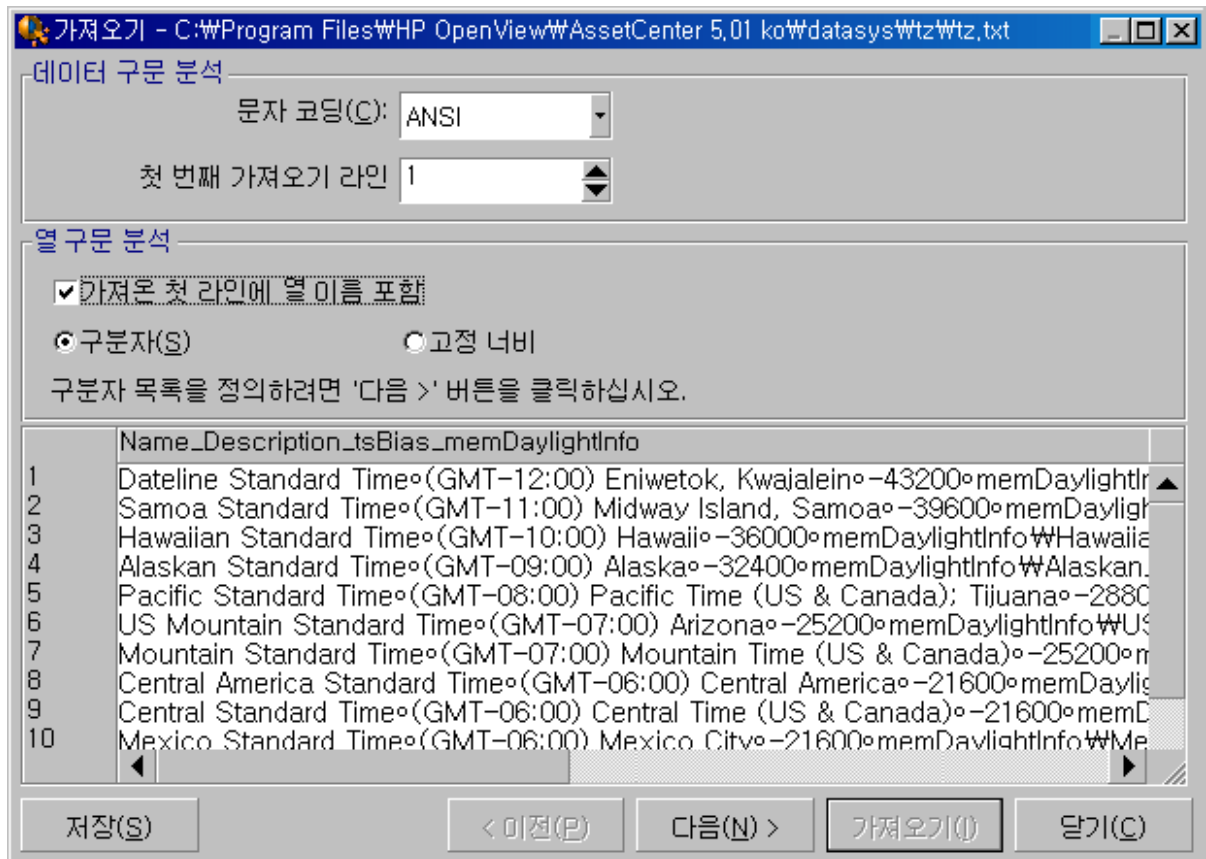 가져오기 - C:₩Program Files₩HP OpenView₩AssetCenter 5.01 ko₩datasys₩tz₩tz.txt
데이터 구문 분석
문자 코딩(C): ANSI
첫 번째 가져오기 라인 1
열 구문 분석
가져온 첫 라인에 열 이름 포함
구분자(S) 고정 너비
구분자 목록을 정의하려면 '다음 >' 버튼을 클릭하십시오.
Name_Description_tsBias_memDaylightInfo
1 Dateline Standard Time▫(GMT-12:00) Eniwetok, Kwajalein▫-43200▫memDaylightIr
2 Samoa Standard Time▫(GMT-11:00) Midway Island, Samoa▫-39600▫memDayligh
3 Hawaiian Standard Time▫(GMT-10:00) Hawaii▫-36000▫memDaylightInfo₩Hawaiia
4 Alaskan Standard Time▫(GMT-09:00) Alaska▫-32400▫memDaylightInfo₩Alaskan.
5 Pacific Standard Time▫(GMT-08:00) Pacific Time (US & Canada); Tijuana▫-2880
6 US Mountain Standard Time▫(GMT-07:00) Arizona▫-25200▫memDaylightInfo₩US
7 Mountain Standard Time▫(GMT-07:00) Mountain Time (US & Canada)▫-25200▫m
8 Central America Standard Time▫(GMT-06:00) Central America▫-21600▫memDaylig
9 Central Standard Time▫(GMT-06:00) Central Time (US & Canada)▫-21600▫memD
10 Mexico Standard Time▫(GMT-06:00) Mexico City▫-21600▫memDaylightInfo₩Me
저장(S) < 이전(P) 다음(N) > 가져오기(I) 닫기(C)